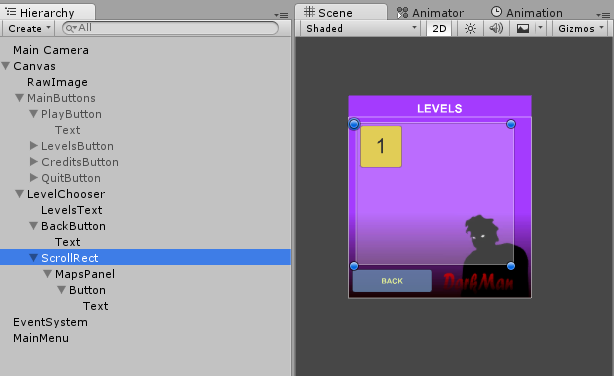 Hierarchy
Create
All
Main Camera
Canvas
RawImage
MainButtons
PlayButton
Text
LevelsButton
CreditsButton
QuitButton
LevelChooser
LevelsText
BackButton
Text
ScrollRect
MapsPanel
Button
Text
EventSystem
MainMenu
Scene
Animator
Animation
Shaded
2D
Gizmos
LEVELS
1
BACK
DarkMan